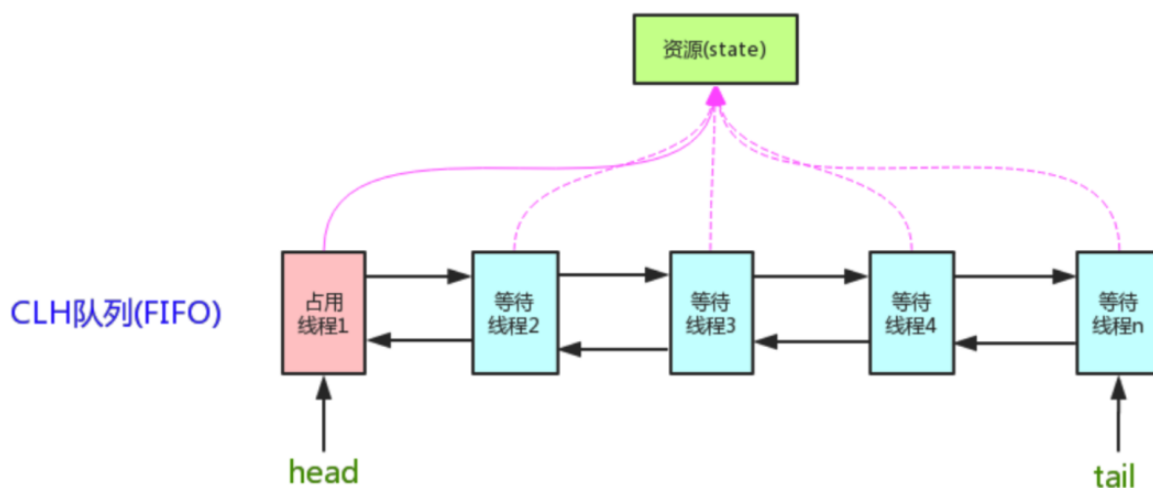 资源(state)
CLH队列(FIFO)
占用
线程1
等待
线程2
等待
线程3
等待
线程4
等待
线程n
head
tail